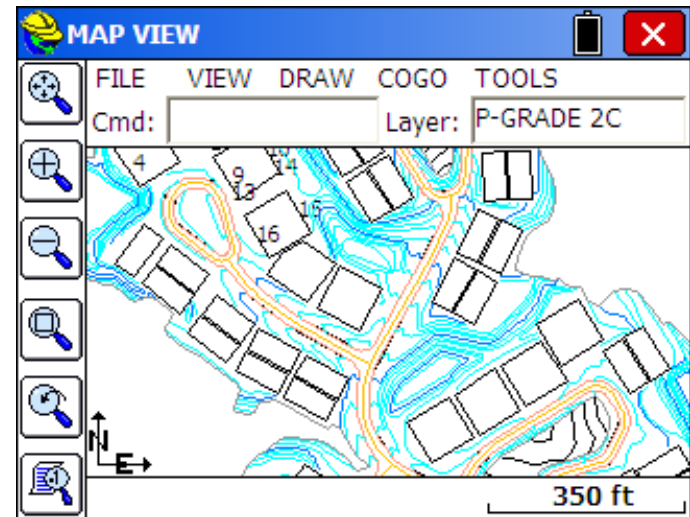 MAP VIEW
FILE VIEW DRAW COGO TOOLS
Cmd: Layer: P-GRADE 2C
4
9
14
13
15
16
N
E
350 ft